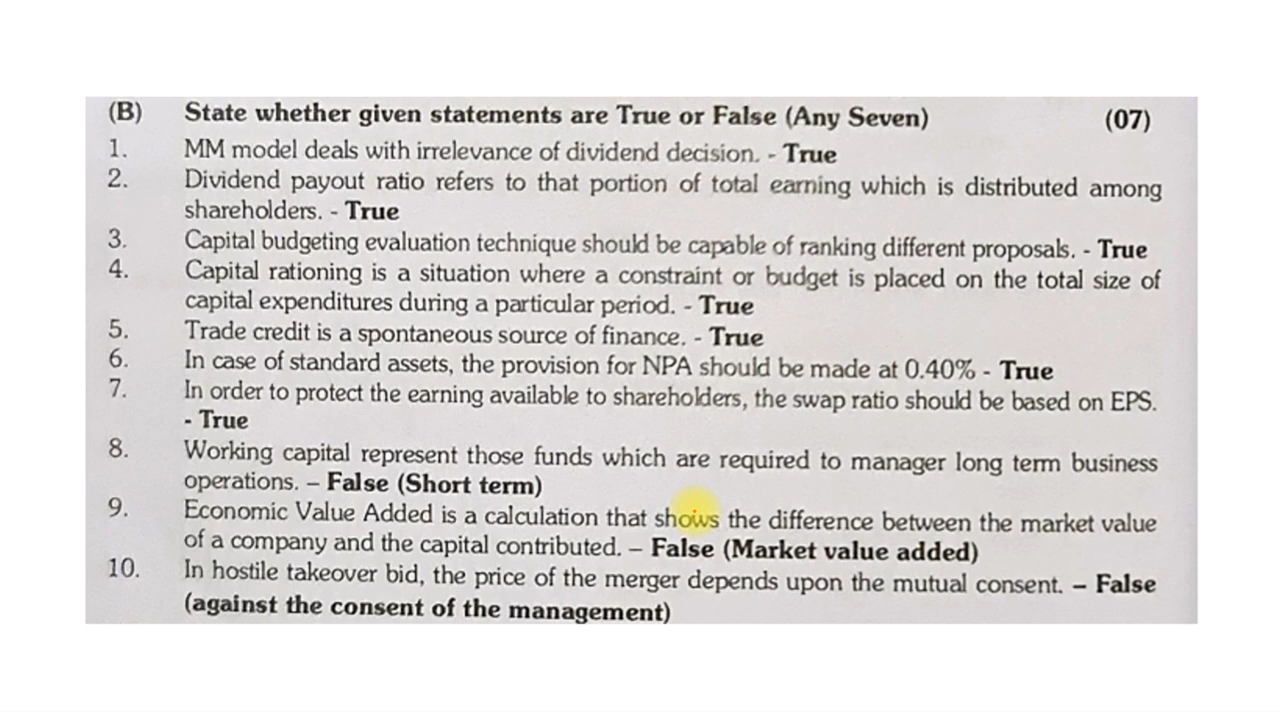 (B) State whether given statements are True or False (Any Seven) (07)
1. MM model deals with irrelevance of dividend decision. - True
2. Dividend payout ratio refers to that portion of total earning which is distributed among
shareholders. - True
3. Capital budgeting evaluation technique should be capable of ranking different proposals. - True
4. Capital rationing is a situation where a constraint or budget is placed on the total size of
capital expenditures during a particular period. - True
5. Trade credit is a spontaneous source of finance. - True
6. In case of standard assets, the provision for NPA should be made at 0.40% - True
7. In order to protect the earning available to shareholders, the swap ratio should be based on EPS.
- True
8. Working capital represent those funds which are required to manager long term business
operations. – False (Short term)
9. Economic Value Added is a calculation that shows the difference between the market value
of a company and the capital contributed. – False (Market value added)
10. In hostile takeover bid, the price of the merger depends upon the mutual consent. – False
(against the consent of the management)